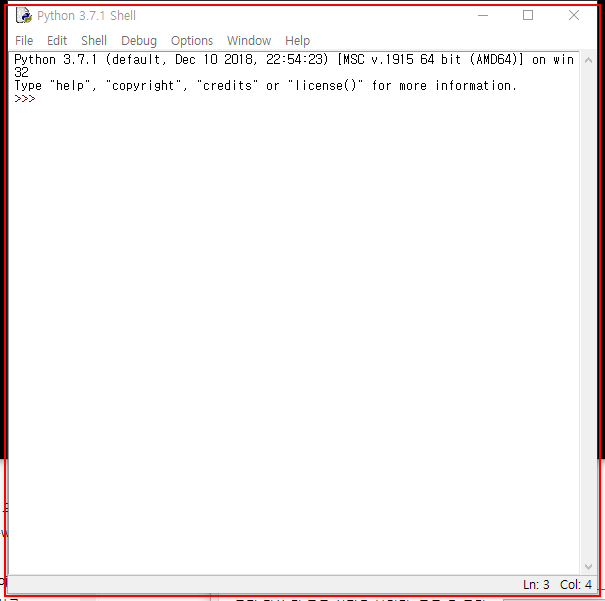 Python 3.7.1 Shell
File Edit Shell Debug Options Window Help
Python 3.7.1 (default, Dec 10 2018, 22:54:23) [MSC v.1915 64 bit (AMD64)] on win
32
Type "help", "copyright", "credits" or "license()" for more information.
>>>
Ln: 3 Col: 4